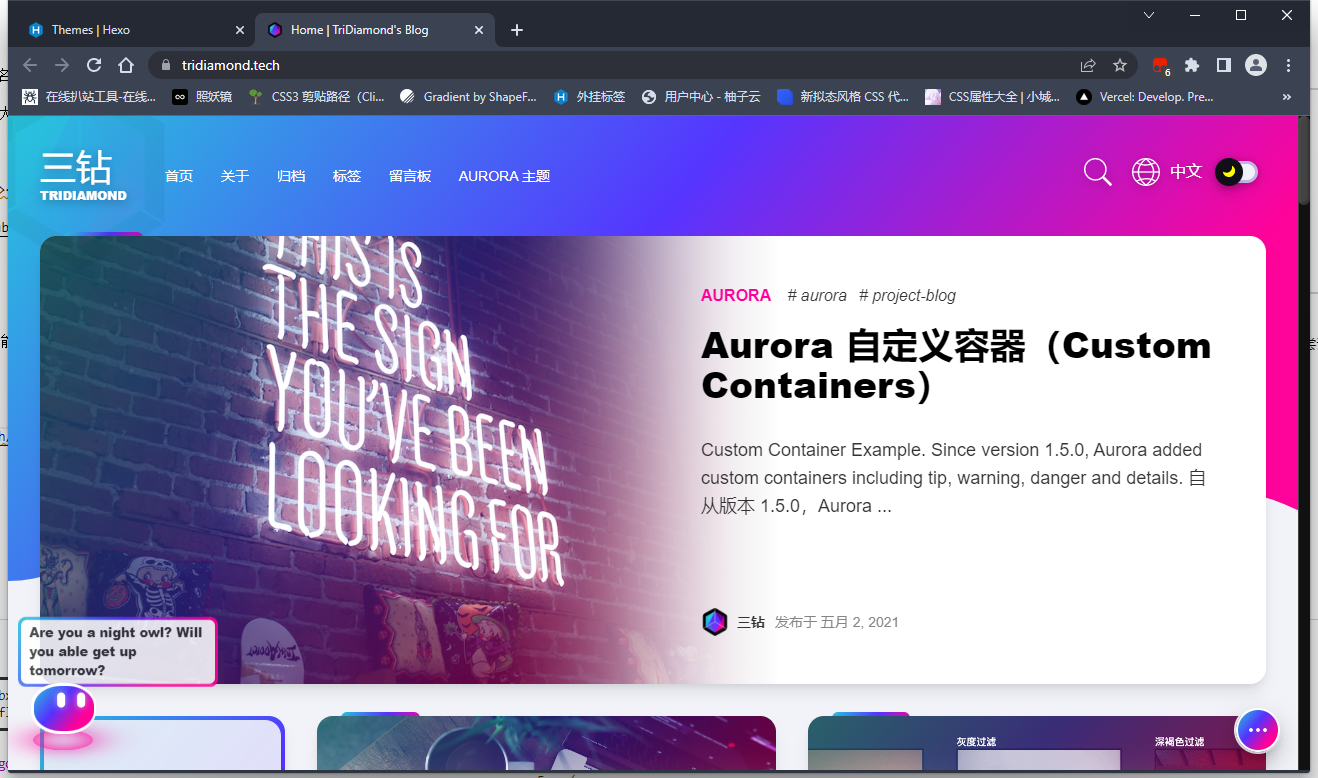 Themes | Hexo
Home | TriDiamond's Blog
tridiamond.tech
6
在线扒站工具-在线...
照妖镜
CSS3 剪贴路径（Cli...
Gradient by ShapeF...
外挂标签
用户中心 - 柚子云
新拟态风格 CSS 代...
CSS属性大全 | 小城...
Vercel: Develop. Pre...
三钻
TRIDIAMOND
首页
关于
归档
标签
留言板
AURORA 主题
中文
THIS IS
THE SIGN
YOU'VE BEEN
LOOKING FOR
AURORA # aurora # project-blog
Aurora 自定义容器（Custom
Containers）
Custom Container Example. Since version 1.5.0, Aurora added
custom containers including tip, warning, danger and details. 自
从版本 1.5.0，Aurora ...
三钻 发布于 五月 2, 2021
Are you a night owl? Will
you able get up
tomorrow?
灰度过滤
深褐色过滤